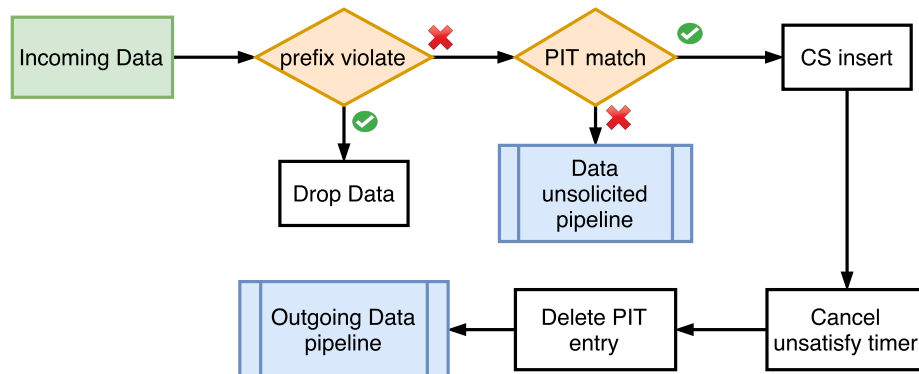 Incoming Data
prefix violate
PIT match
CS insert
Drop Data
Data
unsolicited
pipeline
Outgoing Data
pipeline
Delete PIT
entry
Cancel
unsatisfy timer